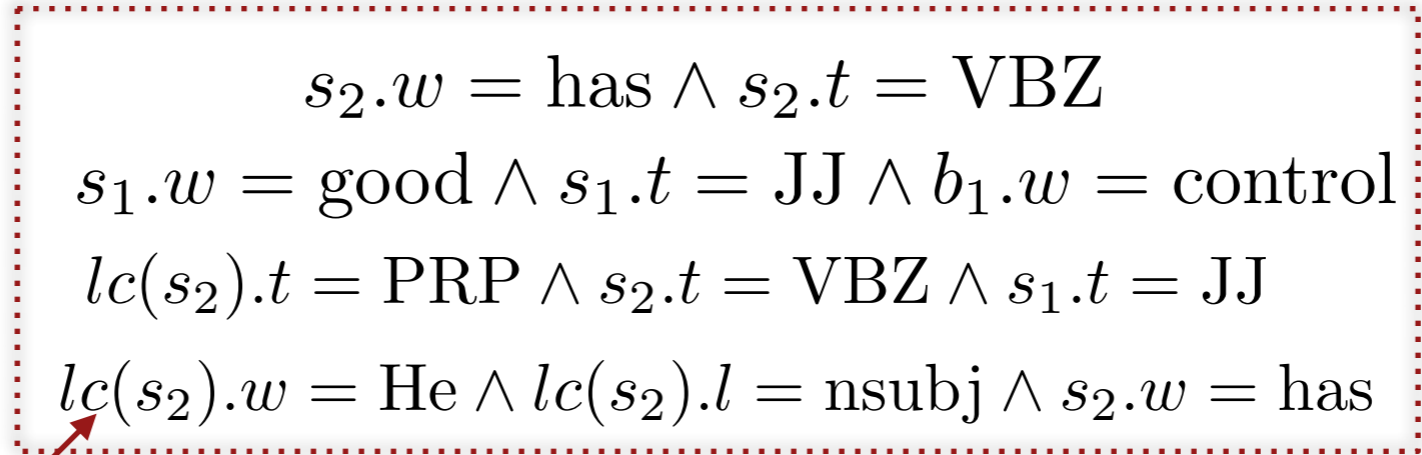 s₂.w = has ∧ s₂.t = VBZ
s₁.w = good ∧ s₁.t = JJ ∧ b₁.w = control
lc(s₂).t = PRP ∧ s₂.t = VBZ ∧ s₁.t = JJ
lc(s₂).w = He ∧ lc(s₂).l = nsubj ∧ s₂.w = has